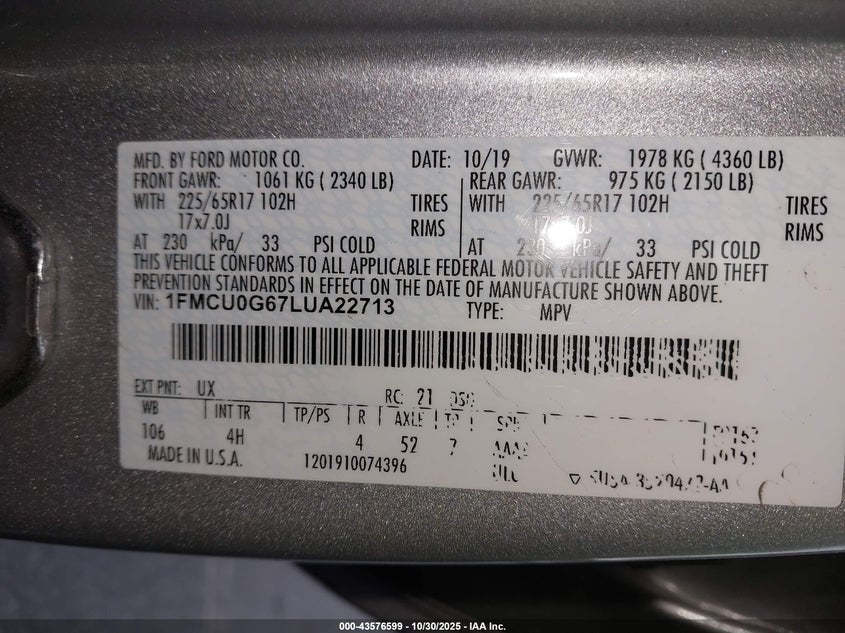 MFD. BY FORD MOTOR CO. DATE: 10/19 GVWR: 1978 KG ( 4360 LB)
FRONT GAWR: 1061 KG ( 2340 LB) REAR GAWR: 975 KG ( 2150 LB)
WITH 225/65R17 102H TIRES WITH 225/65R17 102H TIRES
17x7.0J RIMS 17x7.0J RIMS
AT 230 kPa/ 33 PSI COLD AT 230 kPa/ 33 PSI COLD
THIS VEHICLE CONFORMS TO ALL APPLICABLE FEDERAL MOTOR VEHICLE SAFETY AND THEFT
PREVENTION STANDARDS IN EFFECT ON THE DATE OF MANUFACTURE SHOWN ABOVE.
VIN: 1FMCU0G67LUA22713 TYPE: MPV
EXT PNT: UX RC: 21 DSO
WB INT TR TP/PS R AXLE
106 4H 4 52
MADE IN U.S.A. 1201910074396
000-43576599 | 10/30/2025 - IAA Inc.